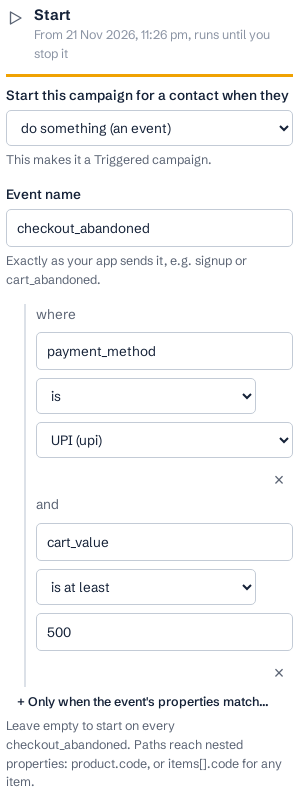 Start
From 21 Nov 2026, 11:26 pm, runs until you
stop it
Start this campaign for a contact when they
do something (an event)
This makes it a Triggered campaign.
Event name
checkout_abandoned
Exactly as your app sends it, e.g. signup or
cart_abandoned.
where
payment_method
is
UPI (upi)
×
and
cart_value
is at least
500
×
+ Only when the event's properties match...
Leave empty to start on every
checkout_abandoned. Paths reach nested
properties: product.code, or items[].code for any
item.